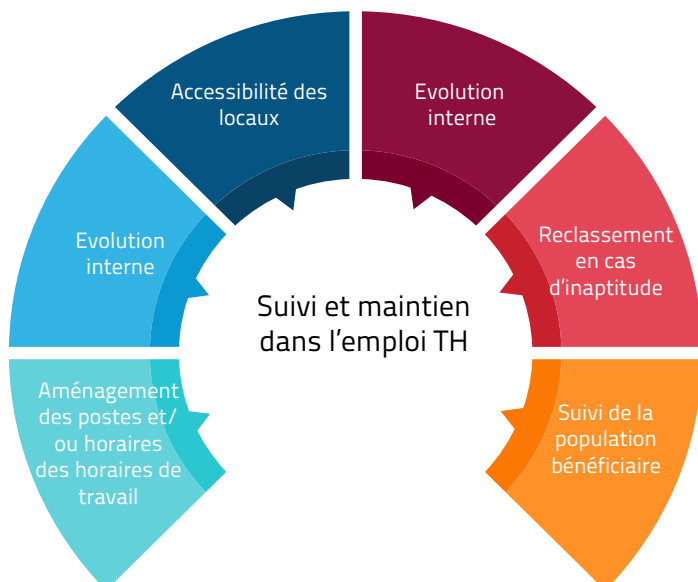 Accessibilité des
locaux
Evolution
interne
Evolution
interne
Reclassement
en cas
d'inaptitude
Suivi et maintien
dans l'emploi TH
Aménagement
des postes et/
ou horaires
des horaires de
travail
Suivi de la
population
bénéficiaire